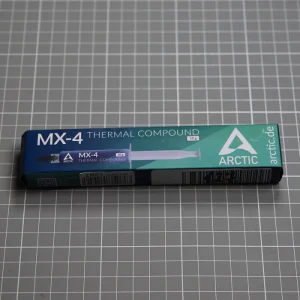 MX-4 THERMAL COMPOUND
MX-4
ARCTIC
arctic.de